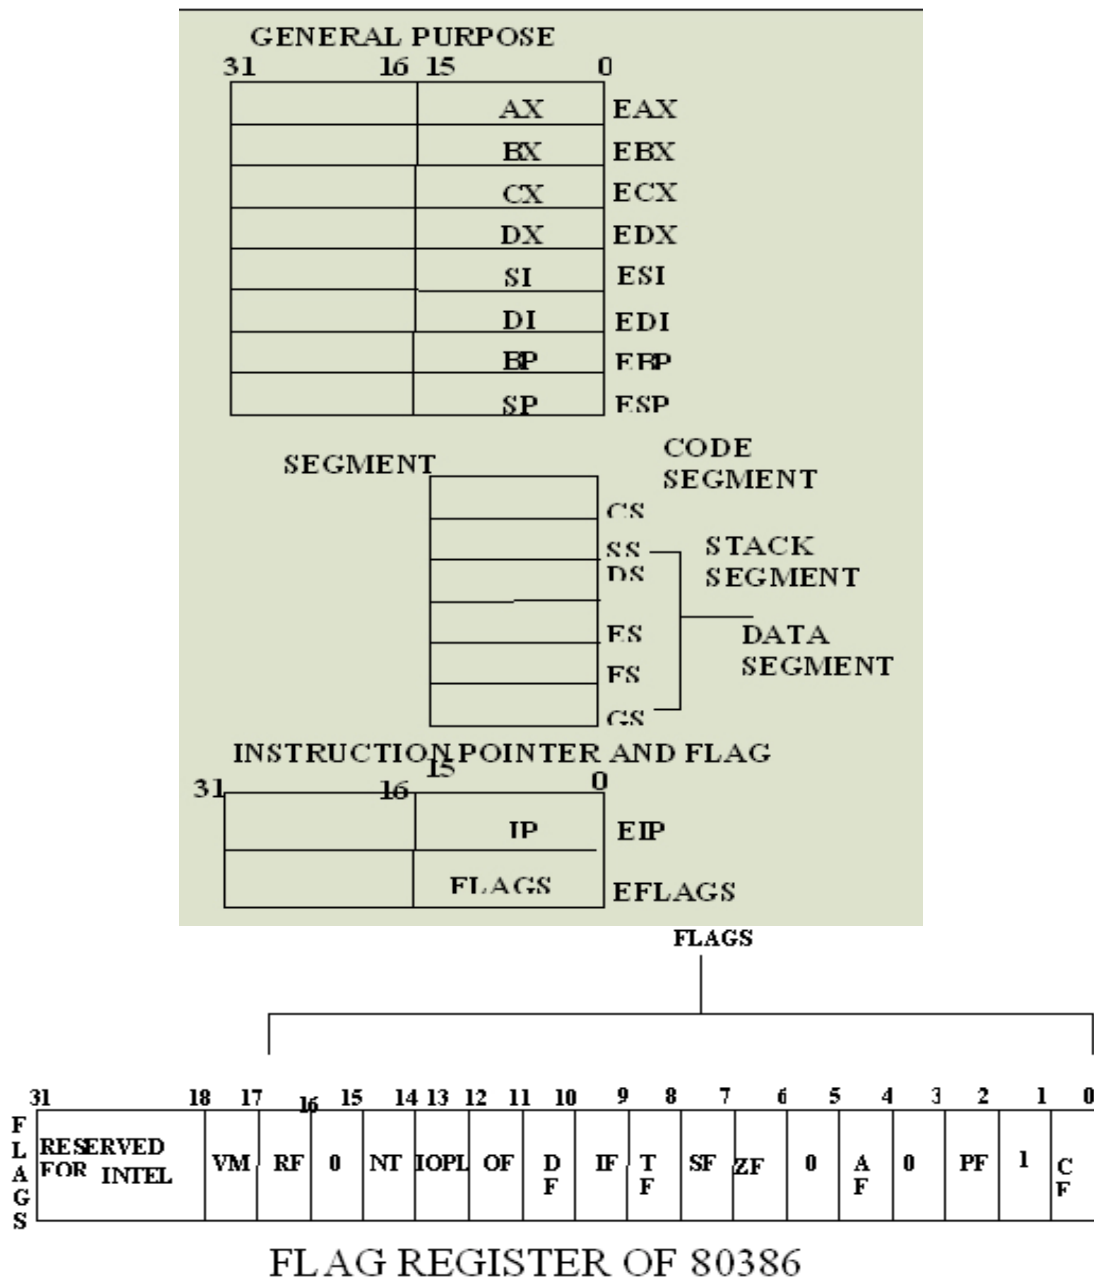 GENERAL PURPOSE
31 16 15 0
AX EAX
BX EBX
CX ECX
DX EDX
SI ESI
DI EDI
BP EBP
SP ESP
SEGMENT
CODE
SEGMENT
CS
SS
DS
STACK
SEGMENT
ES
DATA
SEGMENT
FS
GS
INSTRUCTION POINTER AND FLAG
31 16 15 0
IP EIP
FLAGS EFLAGS
FLAGS
31 18 17 16 15 14 13 12 11 10 9 8 7 6 5 4 3 2 1 0
FLAGS
RESERVED
FOR INTEL
VM RF 0 NT IOPL OF DF IF TF SF ZF 0 AF 0 PF 1 CF
FLAG REGISTER OF 80386